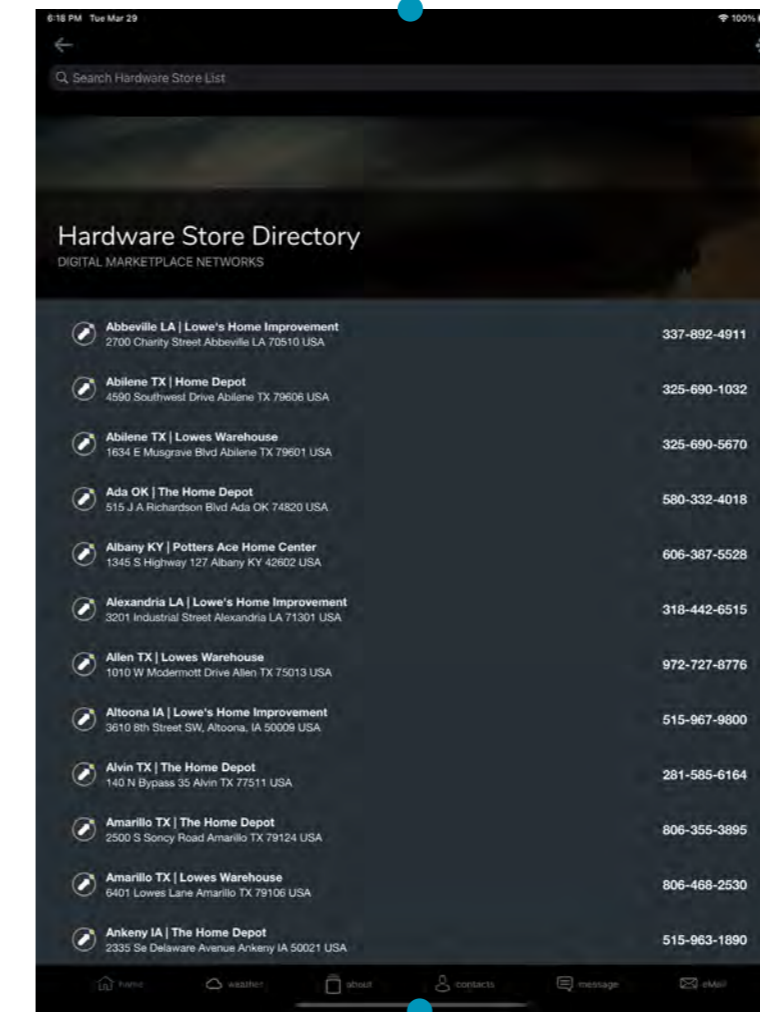 6:18 PM Tue Mar 29
100%
Search Hardware Store List
Hardware Store Directory
DIGITAL MARKETPLACE NETWORKS
Abbeville LA | Lowe's Home Improvement
2700 Charity Street Abbeville LA 70510 USA
337-892-4911
Abilene TX | Home Depot
4590 Southwest Drive Abilene TX 79606 USA
325-690-1032
Abilene TX | Lowes Warehouse
1634 E Musgrave Blvd Abilene TX 79601 USA
325-690-5670
Ada OK | The Home Depot
515 J A Richardson Blvd Ada OK 74820 USA
580-332-4018
Albany KY | Potters Ace Home Center
1345 S Highway 127 Albany KY 42602 USA
606-387-5528
Alexandria LA | Lowe's Home Improvement
3201 Industrial Street Alexandria LA 71301 USA
318-442-6515
Allen TX | Lowes Warehouse
1010 W Mcdermott Drive Allen TX 75013 USA
972-727-8776
Altoona IA | Lowe's Home Improvement
3610 8th Street SW, Altoona, IA 50009 USA
515-967-9800
Alvin TX | The Home Depot
140 N Bypass 35 Alvin TX 77511 USA
281-585-6164
Amarillo TX | The Home Depot
2500 S Soncy Road Amarillo TX 79124 USA
806-355-3895
Amarillo TX | Lowes Warehouse
6401 Lowes Lane Amarillo TX 79106 USA
806-468-2530
Ankeny IA | The Home Depot
2335 Se Delaware Avenue Ankeny IA 50021 USA
515-963-1890
home weather about contacts message eMail